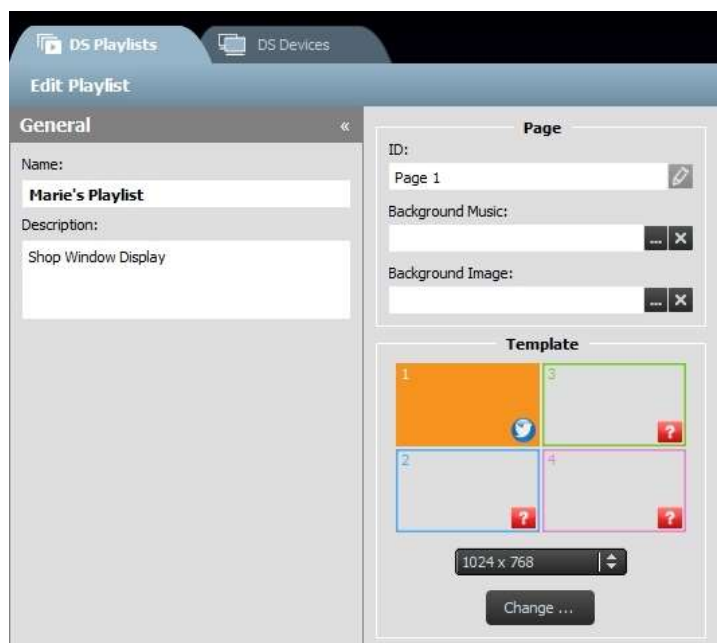 DS Playlists
DS Devices
Edit Playlist
General «
Name:
Marie's Playlist
Description:
Shop Window Display
Page
ID:
Page 1
Background Music:
... ×
Background Image:
... ×
Template
1
3
?
2
?
4
?
1024 x 768
Change ...